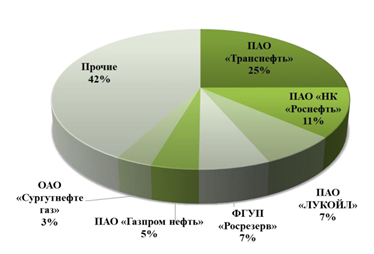 ПАО
«Транснефть»
25%
ПАО «НК
«Роснефть»
11%
ПАО
«ЛУКОЙЛ»
7%
ФГУП
«Росрезерв»
7%
ПАО «Газпром нефть»
5%
ОАО
«Сургутнефте
газ»
3%
Прочие
42%